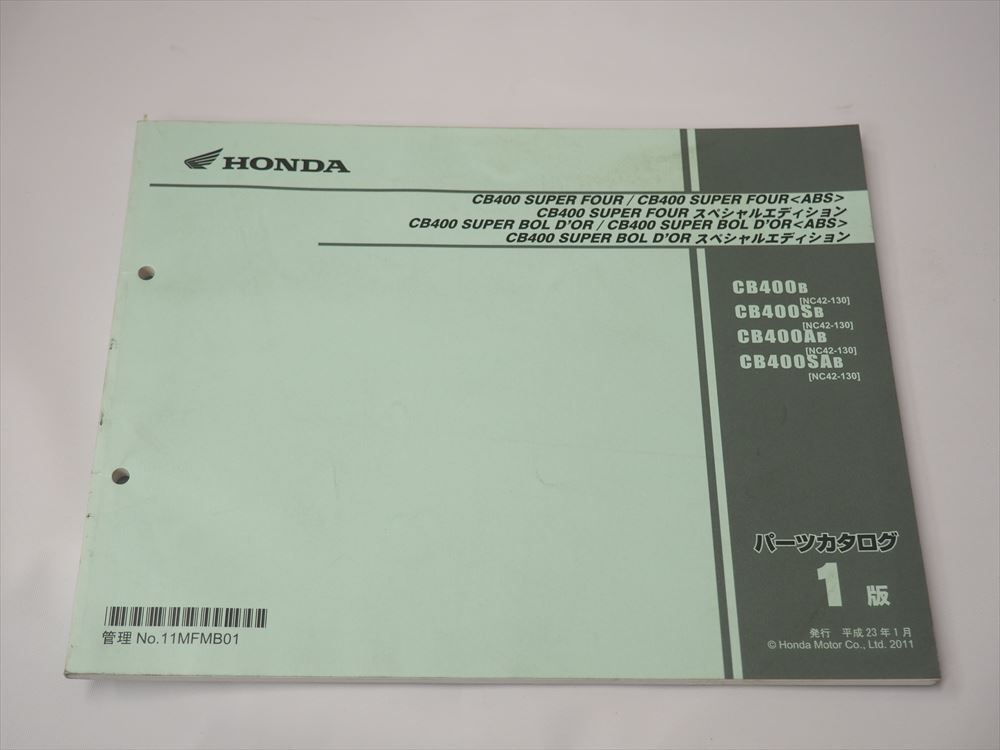 HONDA
CB400 SUPER FOUR / CB400 SUPER FOUR<ABS>
CB400 SUPER FOUR スペシャルエディション
CB400 SUPER BOL D'OR / CB400 SUPER BOL D'OR<ABS>
CB400 SUPER BOL D'OR スペシャルエディション
CB400B
[NC42-130]
CB400SB
[NC42-130]
CB400AB
[NC42-130]
CB400SAB
[NC42-130]
パーツカタログ
1 版
発行 平成23年1月
© Honda Motor Co., Ltd. 2011
管理 No.11MFMB01